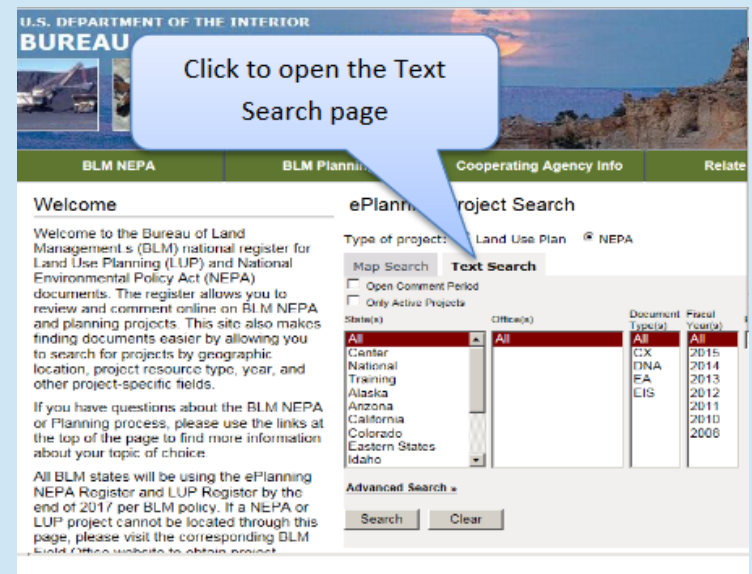 U.S. DEPARTMENT OF THE INTERIOR
BUREAU
Click to open the Text
Search page
BLM NEPA
BLM Plannin
Cooperating Agency Info
Relate
Welcome
Welcome to the Bureau of Land
Management.s (BLM) national register for
Land Use Planning (LUP) and National
Environmental Policy Act (NEPA)
documents. The register allows you to
review and comment online on BLM NEPA
and planning projects. This site also makes
finding documents easier by allowing you
to search for projects by geographic
location, project resource type, year, and
other project-specific fields.
If you have questions about the BLM NEPA
or Planning process, please use the links at
the top of the page to find more information
about your topic of choice.
All BLM states will be using the ePlanning
NEPA Register and LUP Register by the
end of 2017 per BLM policy. If a NEPA or
LUP project cannot be located through this
page, please visit the corresponding BLM
Field Office website to obtain project
ePlanni roject Search
Type of project: Land Use Plan NEPA
Map Search Text Search
Open Comment Period
Only Active Projects
State(s) Office(s) Document Type(s) Fiscal Year(s)
All All All All
Center CX 2015
National DNA 2014
Training EA 2013
Alaska EIS 2012
Arizona 2011
California 2010
Colorado 2008
Eastern States
Idaho
Advanced Search »
Search Clear